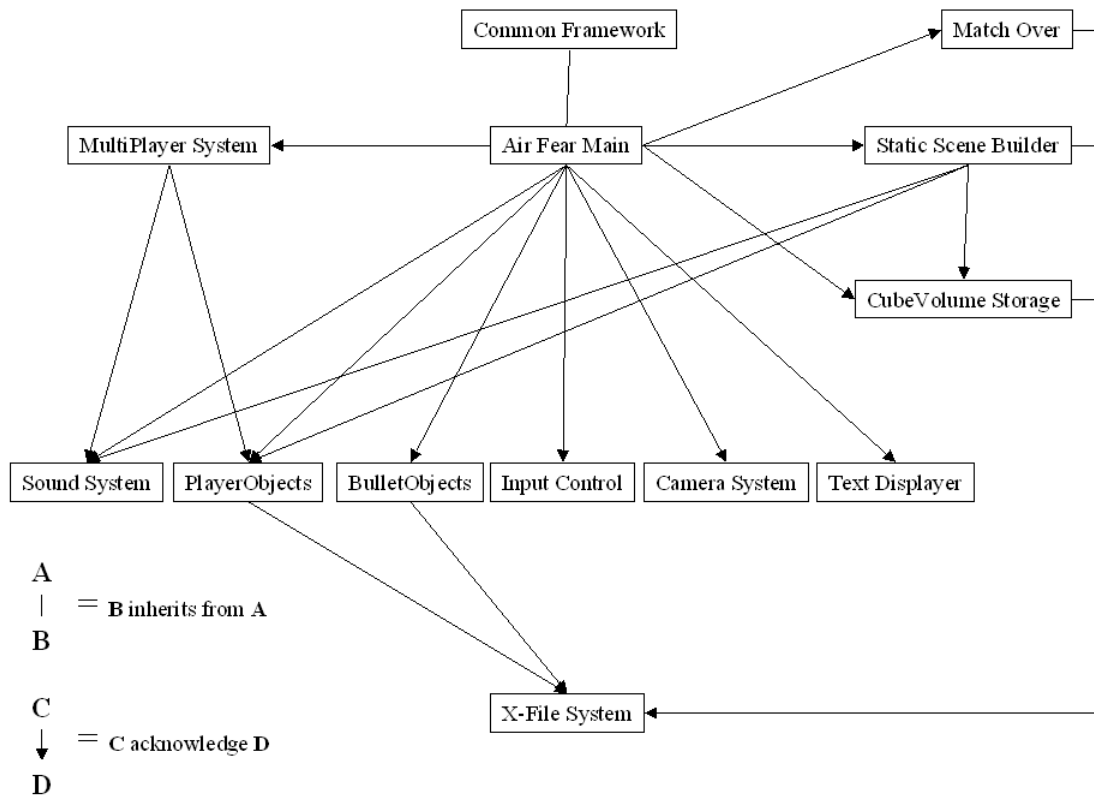 Common Framework
Match Over
MultiPlayer System
Air Fear Main
Static Scene Builder
CubeVolume Storage
Sound System
PlayerObjects
BulletObjects
Input Control
Camera System
Text Displayer
A
= B inherits from A
B
X-File System
C
= C acknowledge D
D